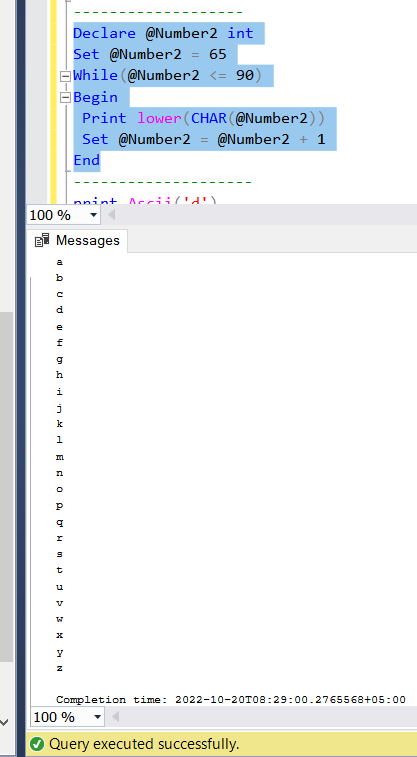 -------------------
Declare @Number2 int
Set @Number2 = 65
While(@Number2 <= 90)
Begin
Print lower(CHAR(@Number2))
Set @Number2 = @Number2 + 1
End
--------------------
print Ascii('d')
100 %
Messages
a
b
c
d
e
f
g
h
i
j
k
l
m
n
o
p
q
r
s
t
u
v
w
x
y
z
Completion time: 2022-10-20T08:29:00.2765568+05:00
100 %
Query executed successfully.